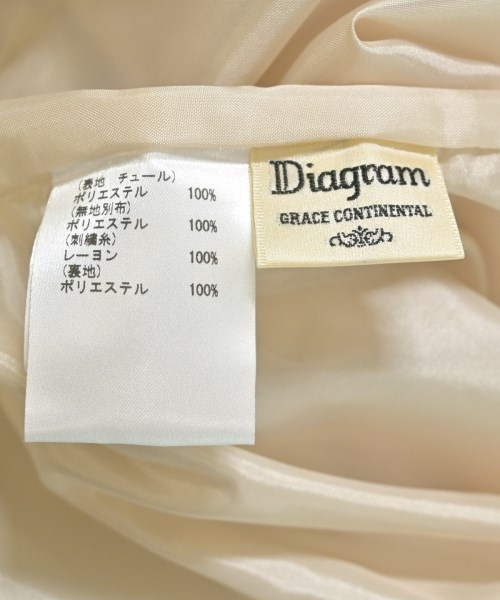 (裏地 チュール)
ポリエステル 100%
(無地別布)
ポリエステル 100%
(刺繍糸)
レーヨン 100%
(裏地)
ポリエステル 100%
Diagram
GRACE CONTINENTAL